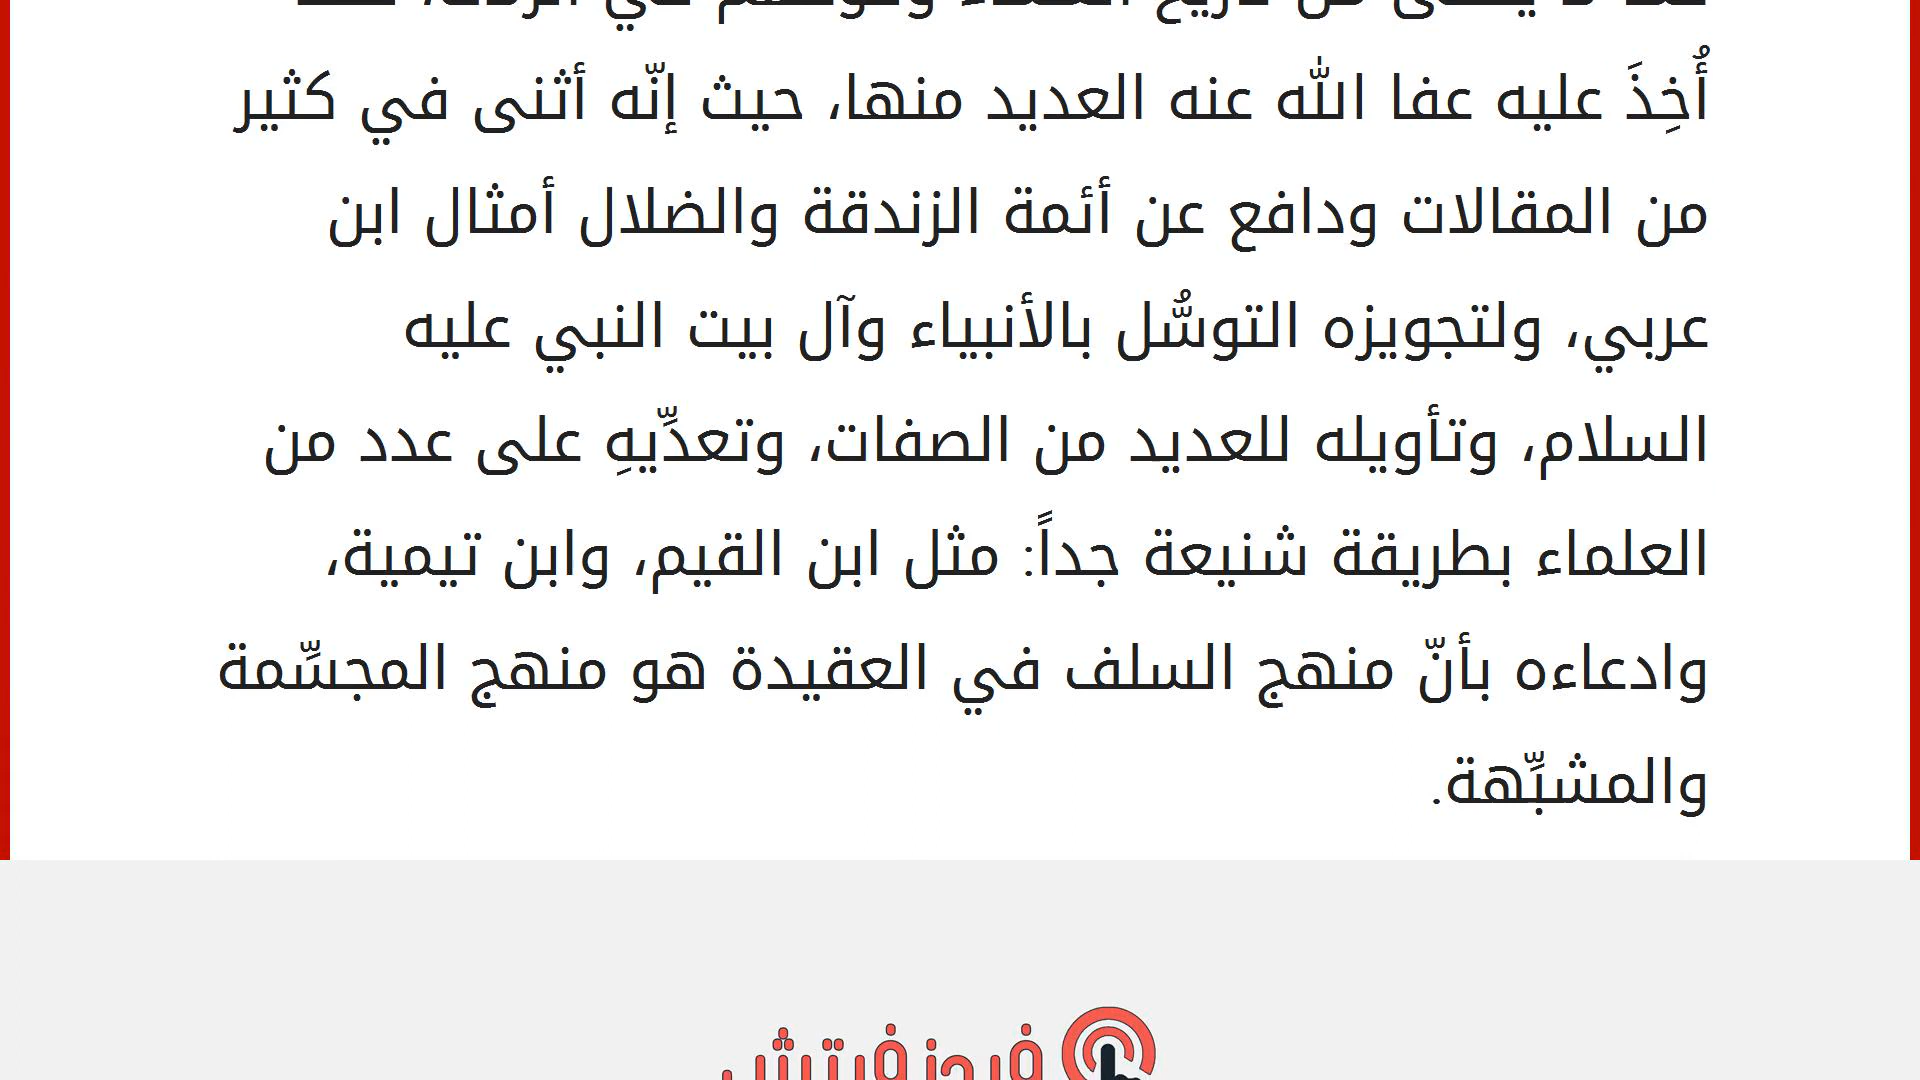 أُخِذَ عليه عفا الله عنه العديد منها، حيث إنّه أثنى في كثير
من المقالات ودافع عن أئمة الزندقة والضلال أمثال ابن
عربي، ولتجويزه التوسُّل بالأنبياء وآل بيت النبي عليه
السلام، وتأويله للعديد من الصفات، وتعدِّيهِ على عدد من
العلماء بطريقة شنيعة جداً: مثل ابن القيم، وابن تيمية،
وادعاءه بأنّ منهج السلف في العقيدة هو منهج المجسِّمة
والمشبِّهة.